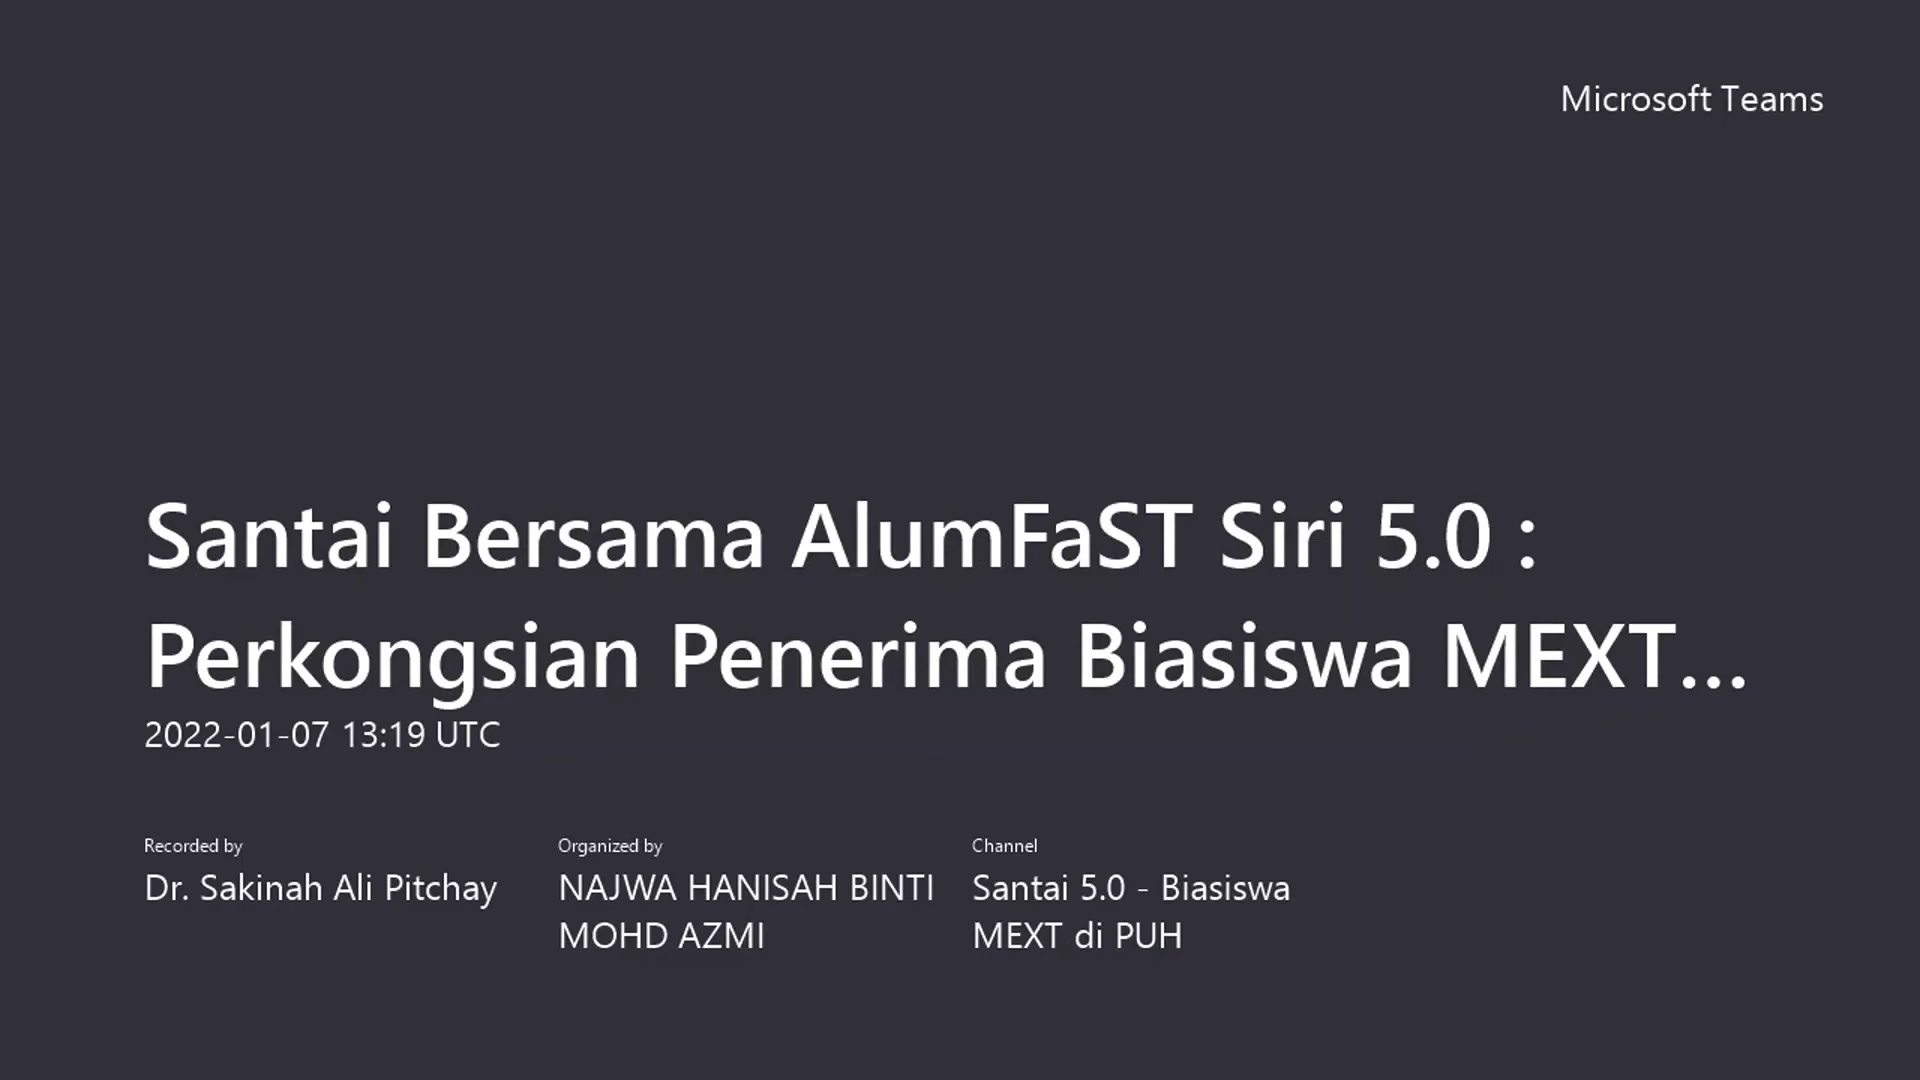 Microsoft Teams
Santai Bersama AlumFaST Siri 5.0 :
Perkongsian Penerima Biasiswa MEXT...
2022-01-07 13:19 UTC
Recorded by
Dr. Sakinah Ali Pitchay
Organized by
NAJWA HANISAH BINTI
MOHD AZMI
Channel
Santai 5.0 - Biasiswa
MEXT di PUH